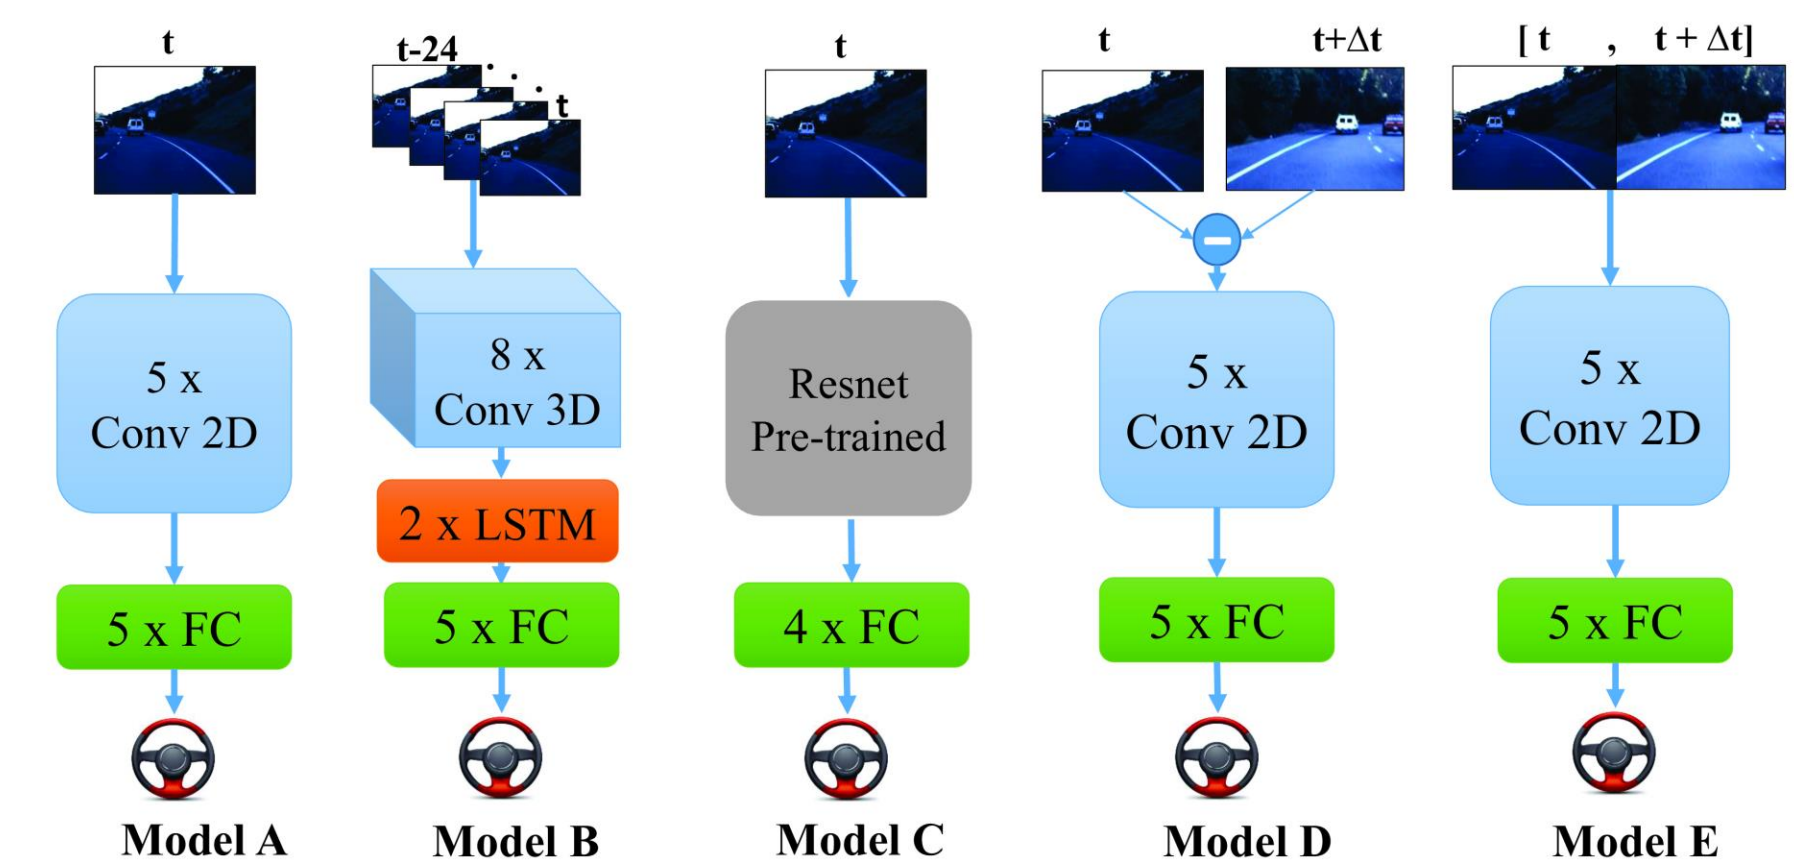 t
t-24
t
t
t
t+Δt
[ t , t + Δt]
5 x
Conv 2D
8 x
Conv 3D
Resnet
Pre-trained
5 x
Conv 2D
5 x
Conv 2D
2 x LSTM
5 x FC
5 x FC
4 x FC
5 x FC
5 x FC
Model A
Model B
Model C
Model D
Model E